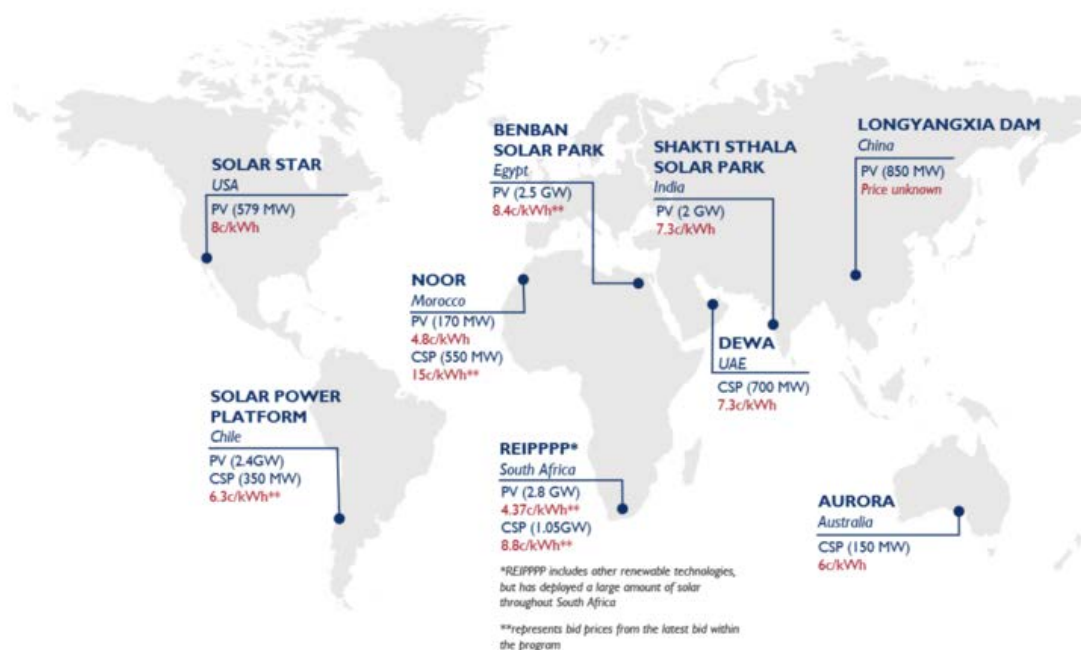 SOLAR STAR
USA
PV (579 MW)
8c/kWh
BENBAN
SOLAR PARK
Egypt
PV (2.5 GW)
8.4c/kWh**
SHAKTI STHALA
SOLAR PARK
India
PV (2 GW)
7.3c/kWh
LONGYANGXIA DAM
China
PV (850 MW)
Price unknown
NOOR
Morocco
PV (170 MW)
4.8c/kWh
CSP (550 MW)
15c/kWh**
DEWA
UAE
CSP (700 MW)
7.3c/kWh
SOLAR POWER
PLATFORM
Chile
PV (2.4GW)
CSP (350 MW)
6.3c/kWh**
REIPPPP*
South Africa
PV (2.8 GW)
4.37c/kWh**
CSP (1.05GW)
8.8c/kWh**
AURORA
Australia
CSP (150 MW)
6c/kWh
*REIPPPP includes other renewable technologies,
but has deployed a large amount of solar
throughout South Africa
**represents bid prices from the latest bid within
the program